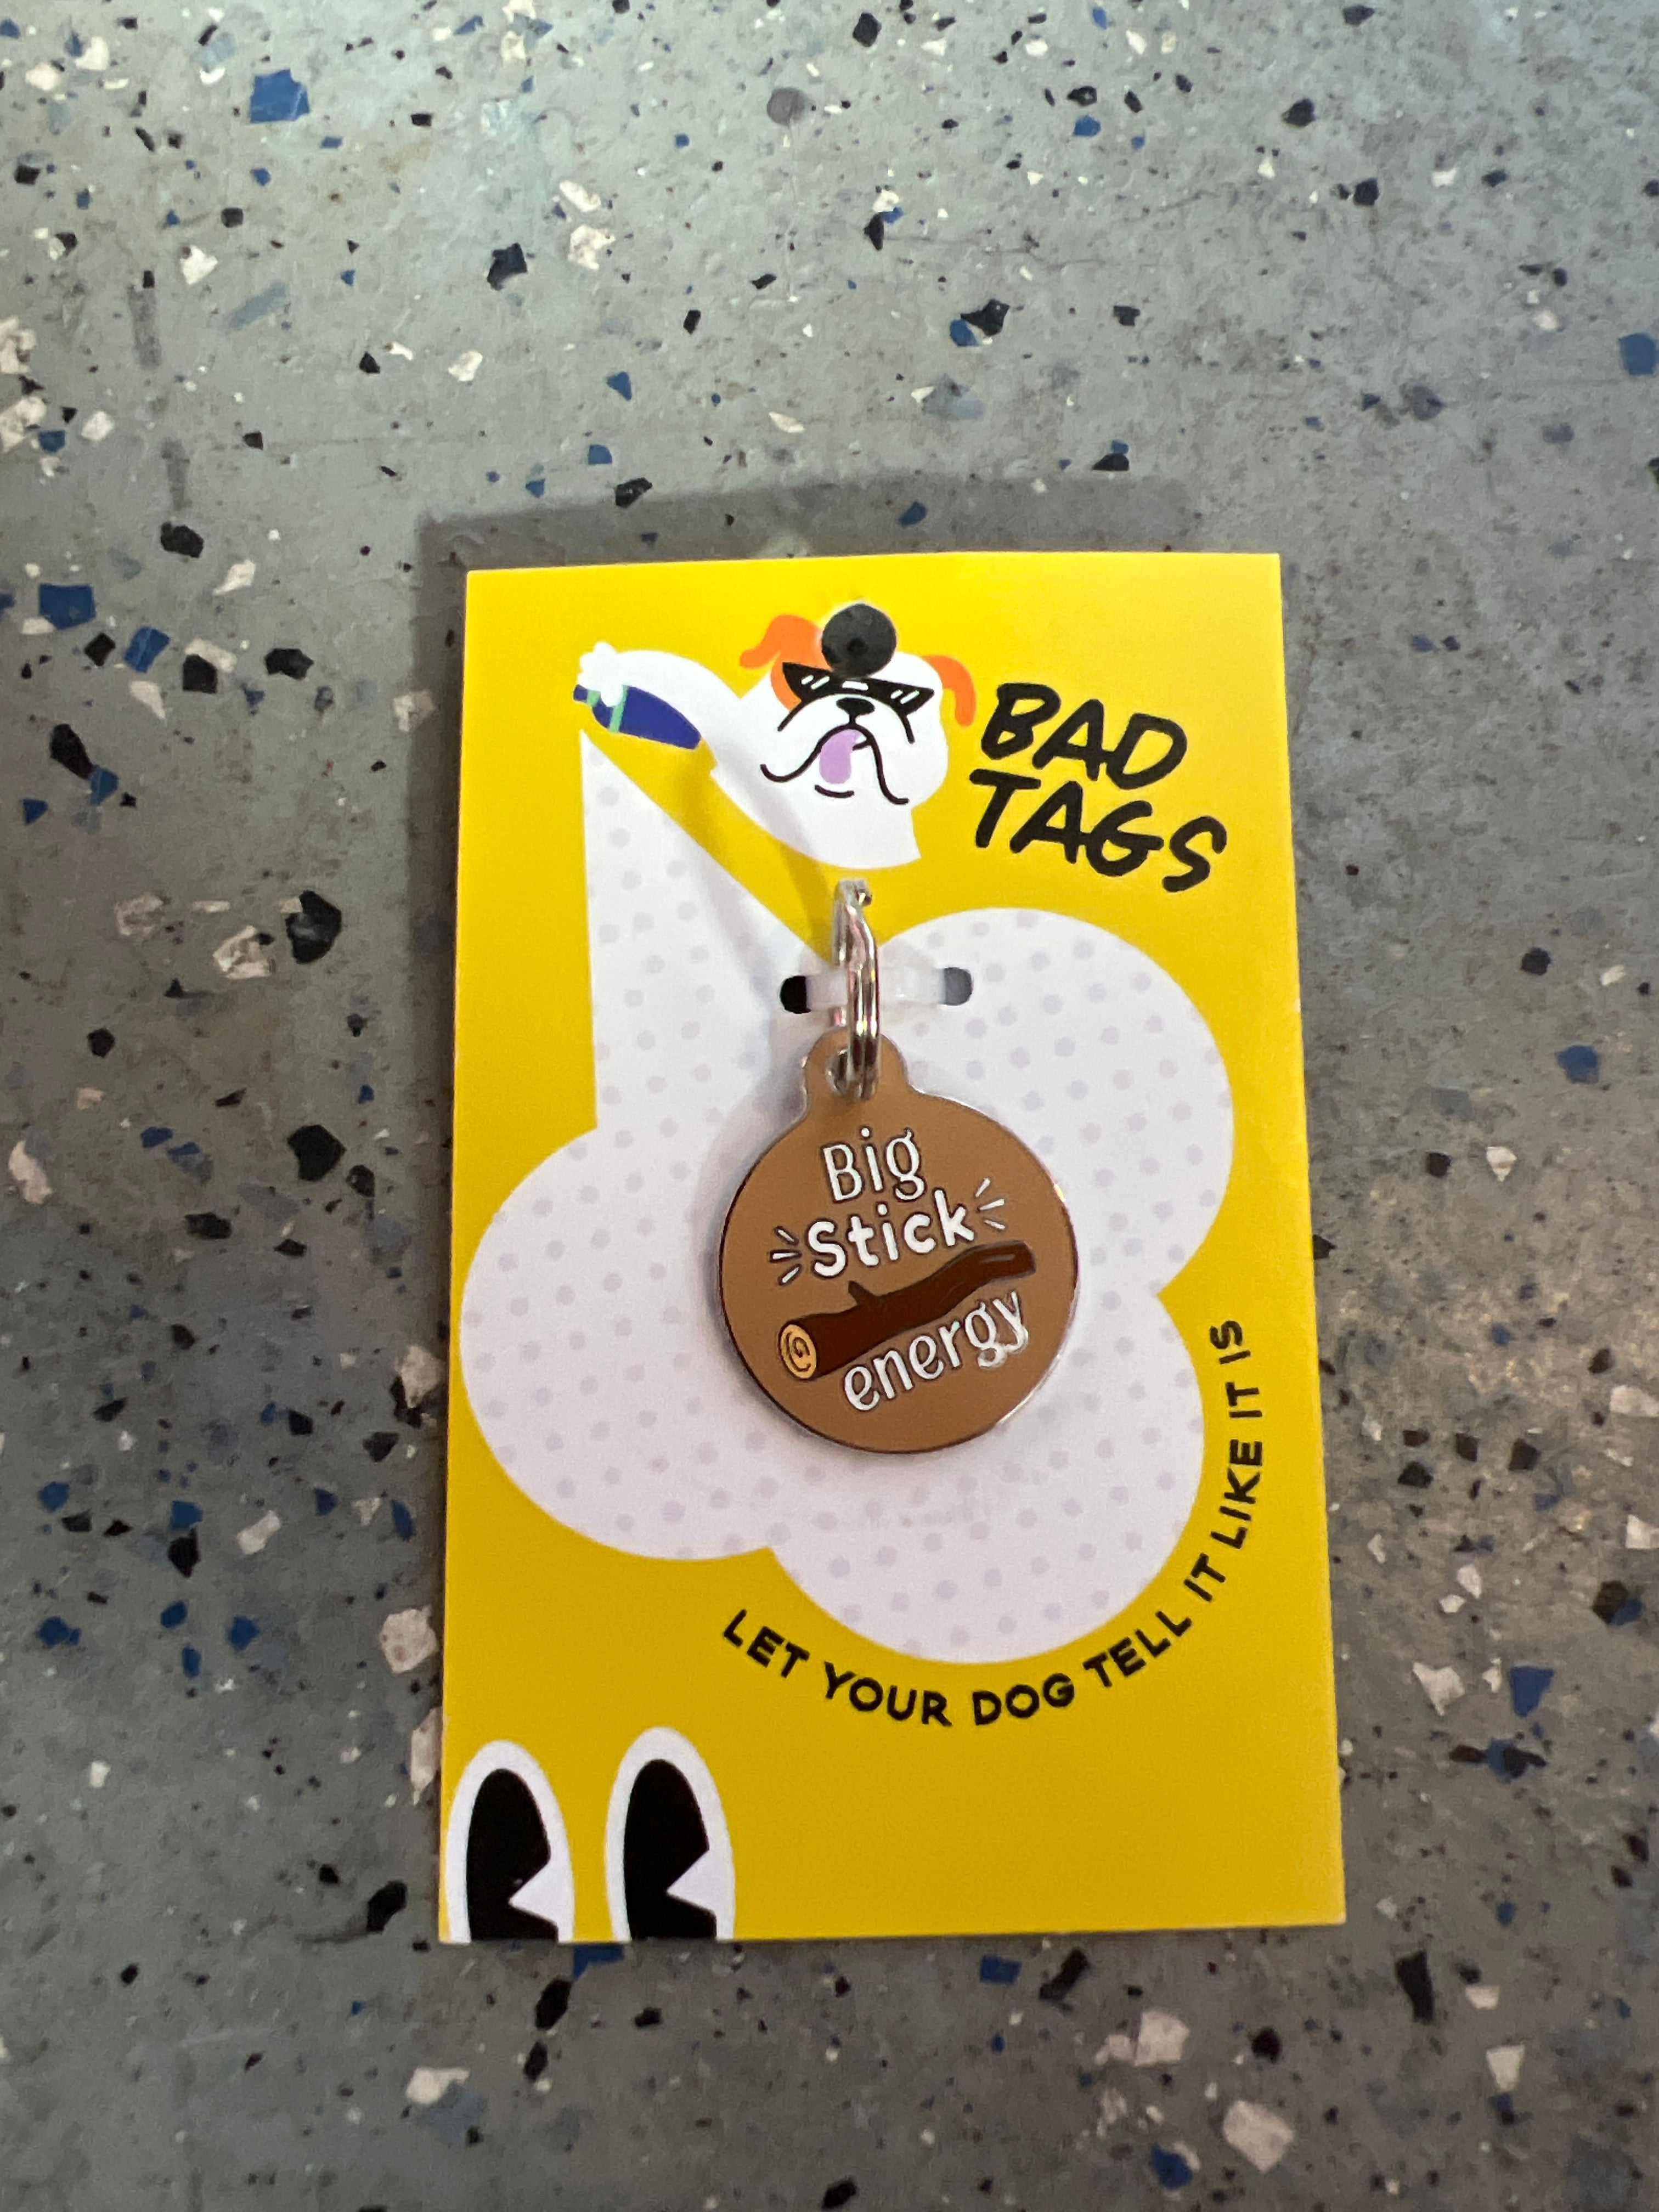 BAD
TAGS
Big
Stick
energy
LET YOUR DOG TELL IT LIKE IT IS